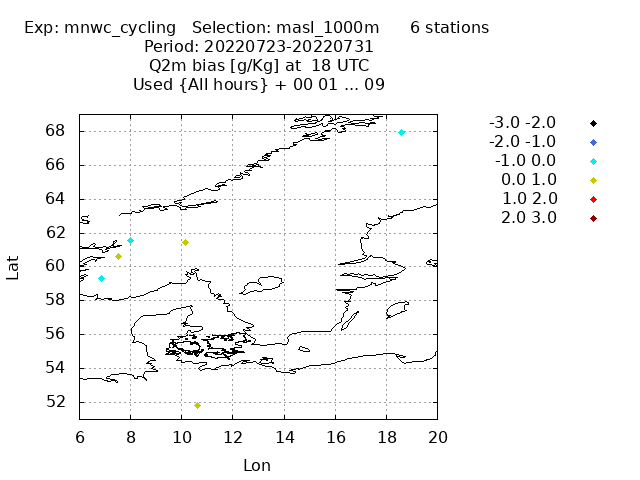 Exp: mnwc_cycling   Selection: masl_1000m      6 stations
Period: 20220723-20220731
Q2m bias [g/Kg] at  18 UTC
Used {All hours} + 00 01 ... 09
-3.0 -2.0
-2.0 -1.0
-1.0 0.0
0.0 1.0
1.0 2.0
2.0 3.0
68
66
64
62
60
58
56
54
52
Lat
6 8 10 12 14 16 18 20
Lon